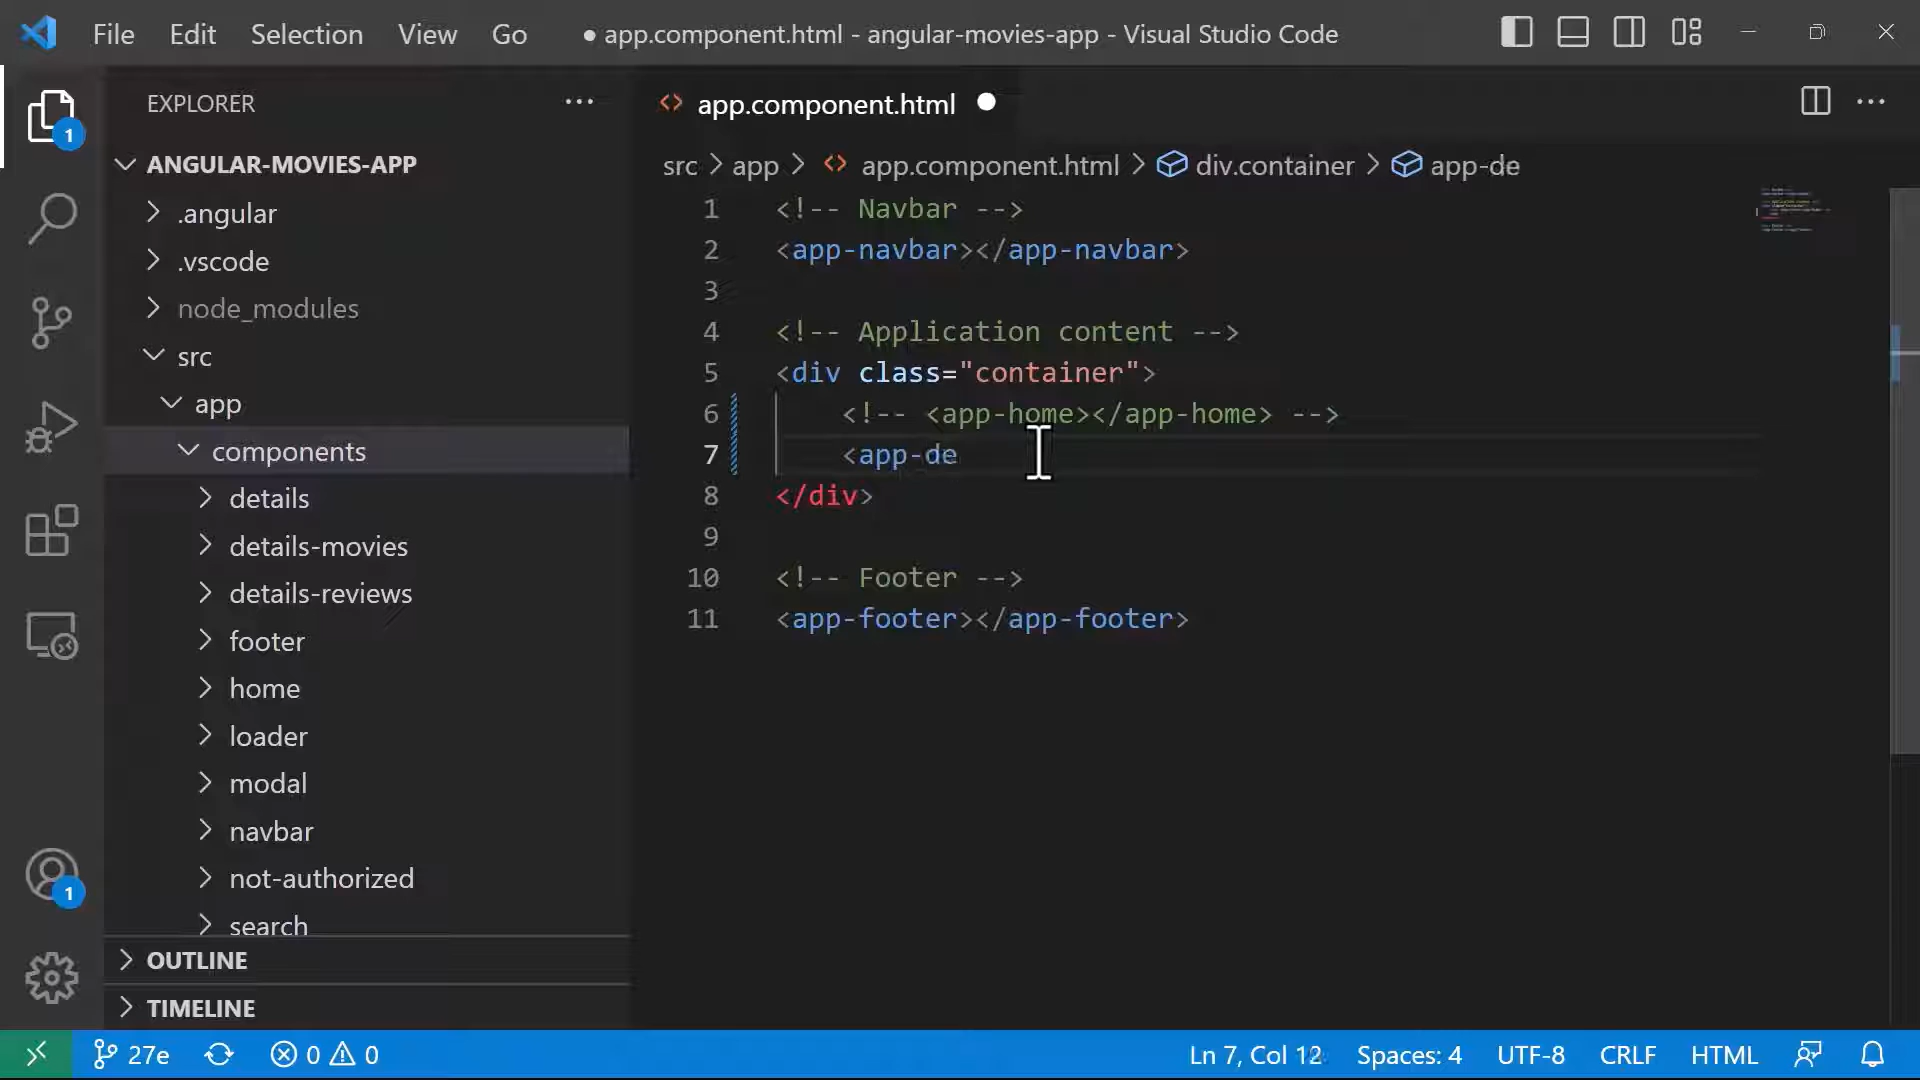 File Edit Selection View Go ● app.component.html - angular-movies-app - Visual Studio Code
EXPLORER ...
ANGULAR-MOVIES-APP
.angular
.vscode
node_modules
src
app
components
details
details-movies
details-reviews
footer
home
loader
modal
navbar
not-authorized
search
OUTLINE
TIMELINE
1
1
app.component.html
src > app > app.component.html > div.container > app-de
1 <!-- Navbar -->
2 <app-navbar></app-navbar>
3
4 <!-- Application content -->
5 <div class="container">
6 <!-- <app-home></app-home> -->
7 <app-de
8 </div>
9
10 <!-- Footer -->
11 <app-footer></app-footer>
27e 0 0 Ln 7, Col 12 Spaces: 4 UTF-8 CRLF HTML